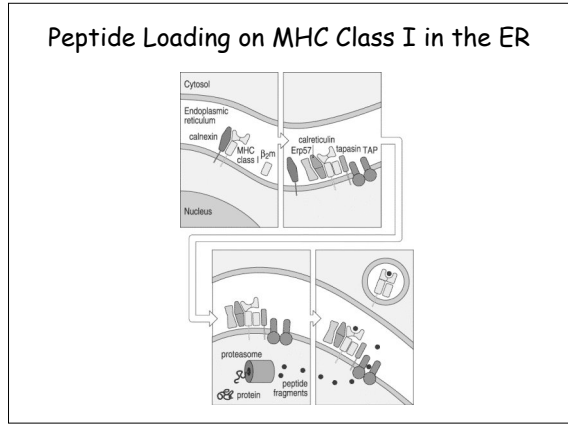 Peptide Loading on MHC Class I in the ER
Cytosol
Endoplasmic
reticulum
calnexin
MHC
class I
β₂m
calreticulin
Erp57
tapasin TAP
Nucleus
proteasome
protein
peptide
fragments